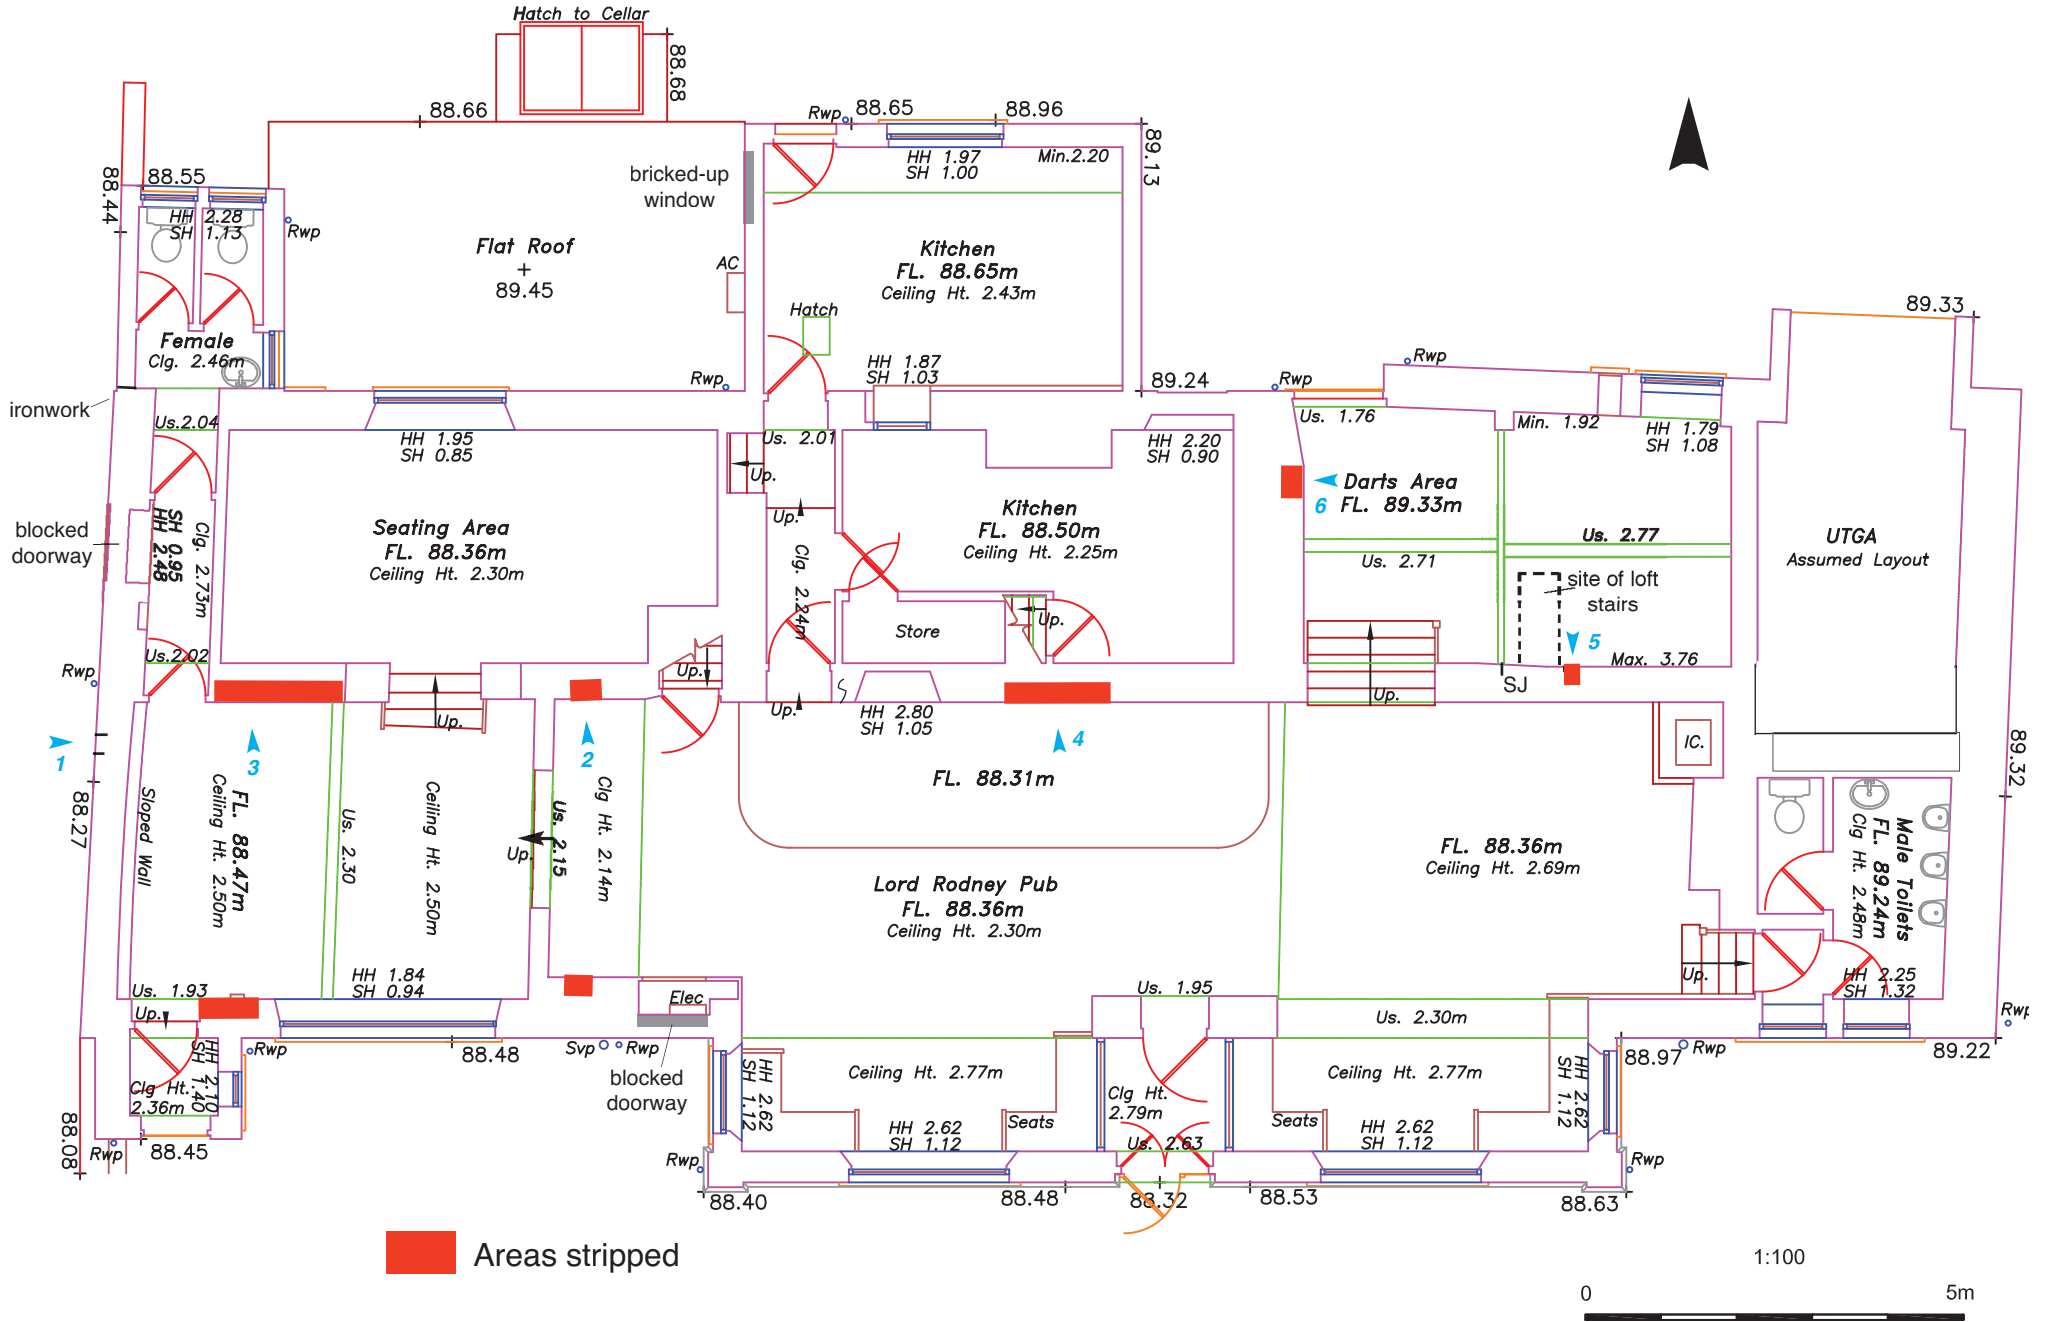 Hatch to Cellar
88.68
88.66
Rwp
88.65
88.96
89.13
88.44
88.55
HH 2.28
SH 1.13
Rwp
bricked-up
window
HH 1.97
SH 1.00
Min.2.20
Flat Roof
89.45
AC
Kitchen
FL. 88.65m
Ceiling Ht. 2.43m
Hatch
Female
Clg. 2.46m
Rwp
HH 1.87
SH 1.03
89.24
Rwp
Rwp
89.33
ironwork
Us.2.04
HH 1.95
SH 0.85
Us. 2.01
Up.
HH 2.20
SH 0.90
Us. 1.76
Min. 1.92
HH 1.79
SH 1.08
blocked
doorway
SH 0.95
HH 2.48
Clg. 2.73m
Seating Area
FL. 88.36m
Ceiling Ht. 2.30m
Up.
Clg. 2.24m
Kitchen
FL. 88.50m
Ceiling Ht. 2.25m
Darts Area
FL. 89.33m
6
Us. 2.77
Us. 2.71
UTGA
Assumed Layout
site of loft
stairs
Store
Up.
5
Max. 3.76
Us.2.02
Rwp
Up.
Up.
Up.
SJ
Up.
HH 2.80
SH 1.05
1
3
2
4
IC.
89.32
FL. 88.31m
88.27
Sloped Wall
FL. 88.47m
Ceiling Ht. 2.50m
Us. 2.30
Ceiling Ht. 2.50m
Up.
Us. 2.15
Clg Ht. 2.14m
Lord Rodney Pub
FL. 88.36m
Ceiling Ht. 2.30m
FL. 88.36m
Ceiling Ht. 2.69m
Male Toilets
FL. 89.24m
Clg Ht. 2.48m
Up.
HH 2.25
SH 1.32
Us. 1.93
Up.
HH 1.84
SH 0.94
Elec
Us. 1.95
Us. 2.30m
Rwp
Rwp
88.48
Svp
Rwp
blocked
doorway
HH 2.10
SH 1.40
Clg Ht.
2.36m
HH 2.62
SH 1.12
Ceiling Ht. 2.77m
Clg Ht.
2.79m
Ceiling Ht. 2.77m
HH 2.62
SH 1.12
88.97
Rwp
89.22
Seats
Seats
HH 2.62
SH 1.12
Us. 2.63
HH 2.62
SH 1.12
88.08
Rwp
88.45
Rwp
Rwp
88.40
88.48
88.32
88.53
88.63
Areas stripped
1:100
0
5m